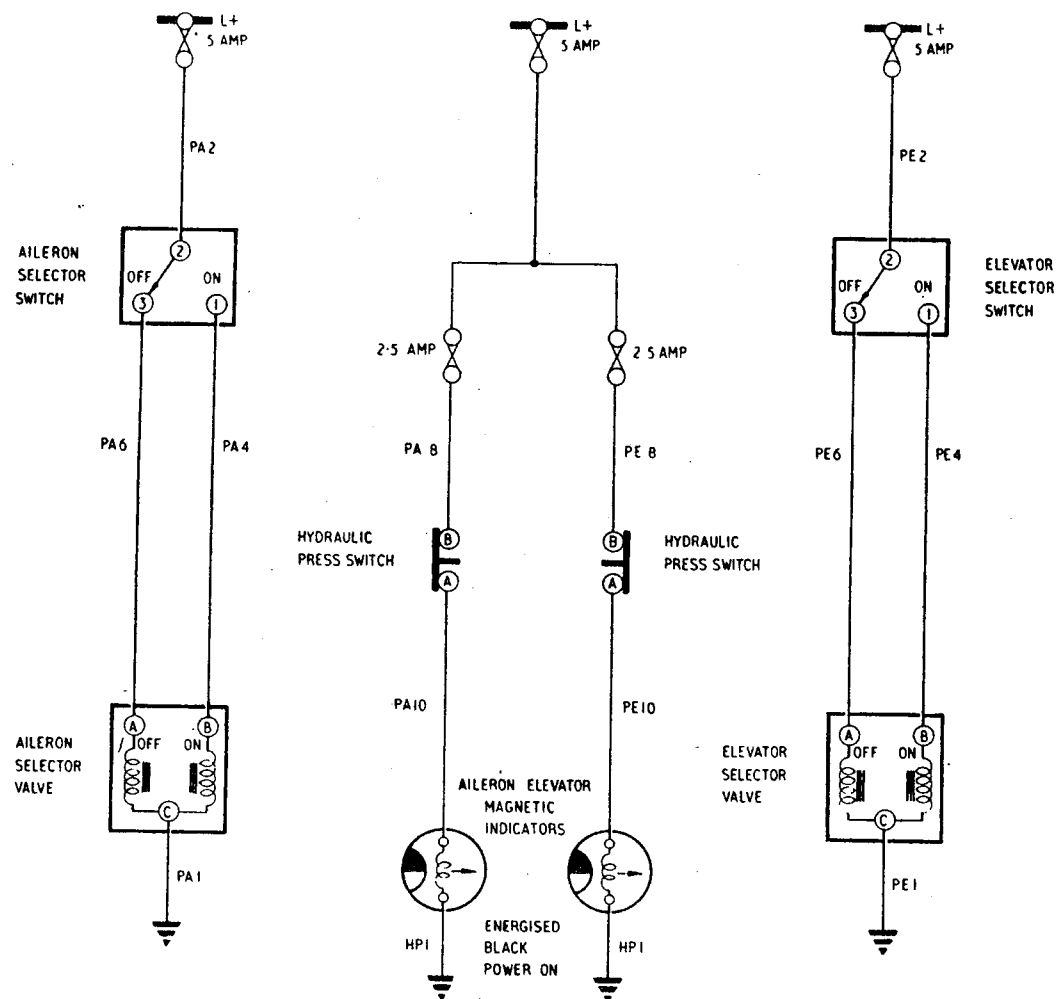 L+
5 AMP
L+
5 AMP
L+
5 AMP
PA2
PE2
AILERON
SELECTOR
SWITCH
2
OFF
ON
3
1
ELEVATOR
SELECTOR
SWITCH
2
OFF
ON
3
1
2·5 AMP
2 5 AMP
PA6
PA4
PA 8
PE 8
PE6
PE4
HYDRAULIC
PRESS SWITCH
B
A
B
A
HYDRAULIC
PRESS SWITCH
PA10
PE10
AILERON
SELECTOR
VALVE
A
B
OFF
ON
C
AILERON ELEVATOR
MAGNETIC
INDICATORS
ELEVATOR
SELECTOR
VALVE
A
B
OFF
ON
C
PA1
PE1
HP1
ENERGISED
BLACK
POWER ON
HP1